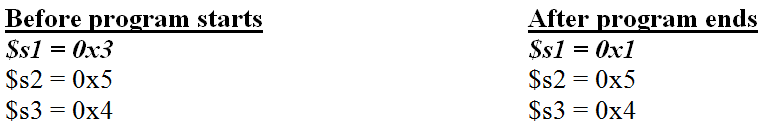 Before program starts
$s1 = 0x3
$s2 = 0x5
$s3 = 0x4
After program ends
$s1 = 0x1
$s2 = 0x5
$s3 = 0x4